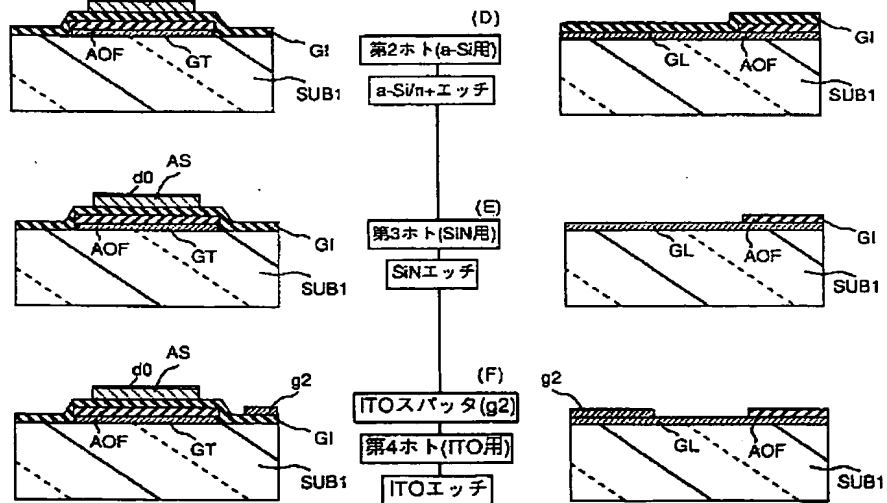 (D)
第2ホト(a-Si用)
a-Si/n+エッチ
AOF
GT
GI
SUB1
GL
AOF
GI
SUB1
d0
AS
(E)
第3ホト(SiN用)
SiNエッチ
AOF
GT
GI
SUB1
GL
AOF
GI
SUB1
d0
AS
g2
(F)
ITOスパッタ(g2)
第4ホト(ITO用)
ITOエッチ
AOF
GT
GI
SUB1
g2
GL
AOF
SUB1